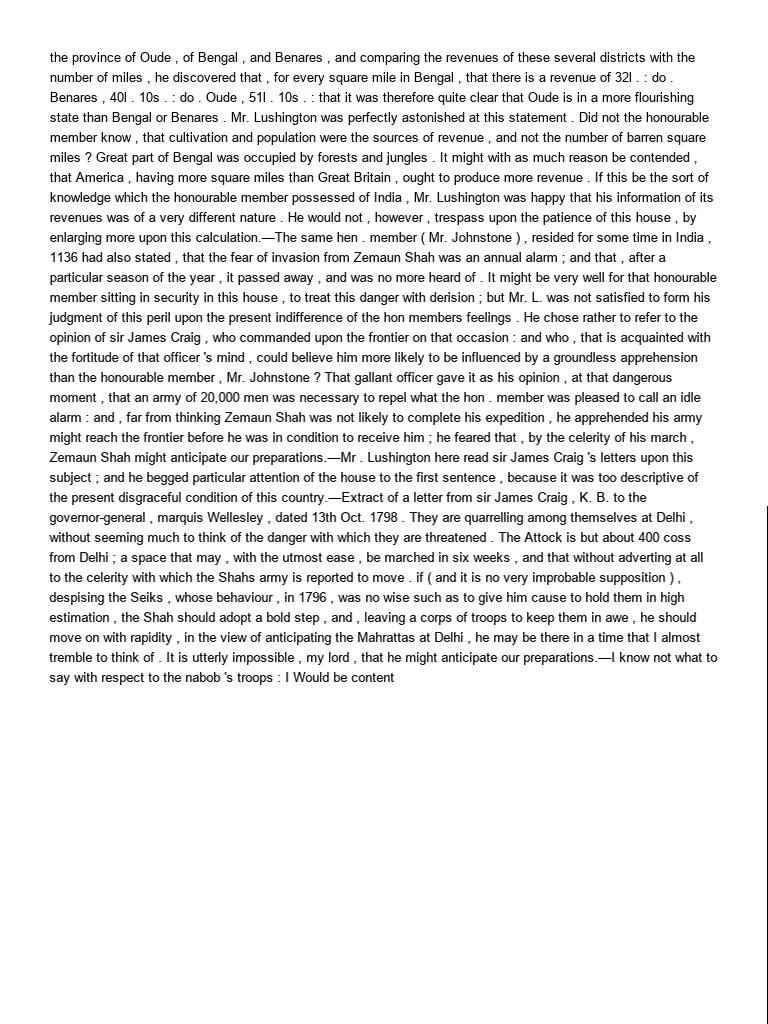 the province of Oude , of Bengal , and Benares , and comparing the revenues of these several districts with the
number of miles , he discovered that , for every square mile in Bengal , that there is a revenue of 32l . : do .
Benares , 40l . 10s . : do . Oude , 51l . 10s . : that it was therefore quite clear that Oude is in a more flourishing
state than Bengal or Benares . Mr. Lushington was perfectly astonished at this statement . Did not the honourable
member know , that cultivation and population were the sources of revenue , and not the number of barren square
miles ? Great part of Bengal was occupied by forests and jungles . It might with as much reason be contended ,
that America , having more square miles than Great Britain , ought to produce more revenue . If this be the sort of
knowledge which the honourable member possessed of India , Mr. Lushington was happy that his information of its
revenues was of a very different nature . He would not , however , trespass upon the patience of this house , by
enlarging more upon this calculation.—The same hen . member ( Mr. Johnstone ) , resided for some time in India ,
1136 had also stated , that the fear of invasion from Zemaun Shah was an annual alarm ; and that , after a
particular season of the year , it passed away , and was no more heard of . It might be very well for that honourable
member sitting in security in this house , to treat this danger with derision ; but Mr. L. was not satisfied to form his
judgment of this peril upon the present indifference of the hon members feelings . He chose rather to refer to the
opinion of sir James Craig , who commanded upon the frontier on that occasion : and who , that is acquainted with
the fortitude of that officer 's mind , could believe him more likely to be influenced by a groundless apprehension
than the honourable member , Mr. Johnstone ? That gallant officer gave it as his opinion , at that dangerous
moment , that an army of 20,000 men was necessary to repel what the hon . member was pleased to call an idle
alarm : and , far from thinking Zemaun Shah was not likely to complete his expedition , he apprehended his army
might reach the frontier before he was in condition to receive him ; he feared that , by the celerity of his march ,
Zemaun Shah might anticipate our preparations.—Mr . Lushington here read sir James Craig 's letters upon this
subject ; and he begged particular attention of the house to the first sentence , because it was too descriptive of
the present disgraceful condition of this country.—Extract of a letter from sir James Craig , K. B. to the
governor-general , marquis Wellesley , dated 13th Oct. 1798 . They are quarrelling among themselves at Delhi ,
without seeming much to think of the danger with which they are threatened . The Attock is but about 400 coss
from Delhi ; a space that may , with the utmost ease , be marched in six weeks , and that without adverting at all
to the celerity with which the Shahs army is reported to move . if ( and it is no very improbable supposition ) ,
despising the Seiks , whose behaviour , in 1796 , was no wise such as to give him cause to hold them in high
estimation , the Shah should adopt a bold step , and , leaving a corps of troops to keep them in awe , he should
move on with rapidity , in the view of anticipating the Mahrattas at Delhi , he may be there in a time that I almost
tremble to think of . It is utterly impossible , my lord , that he might anticipate our preparations.—I know not what to
say with respect to the nabob 's troops : I Would be content